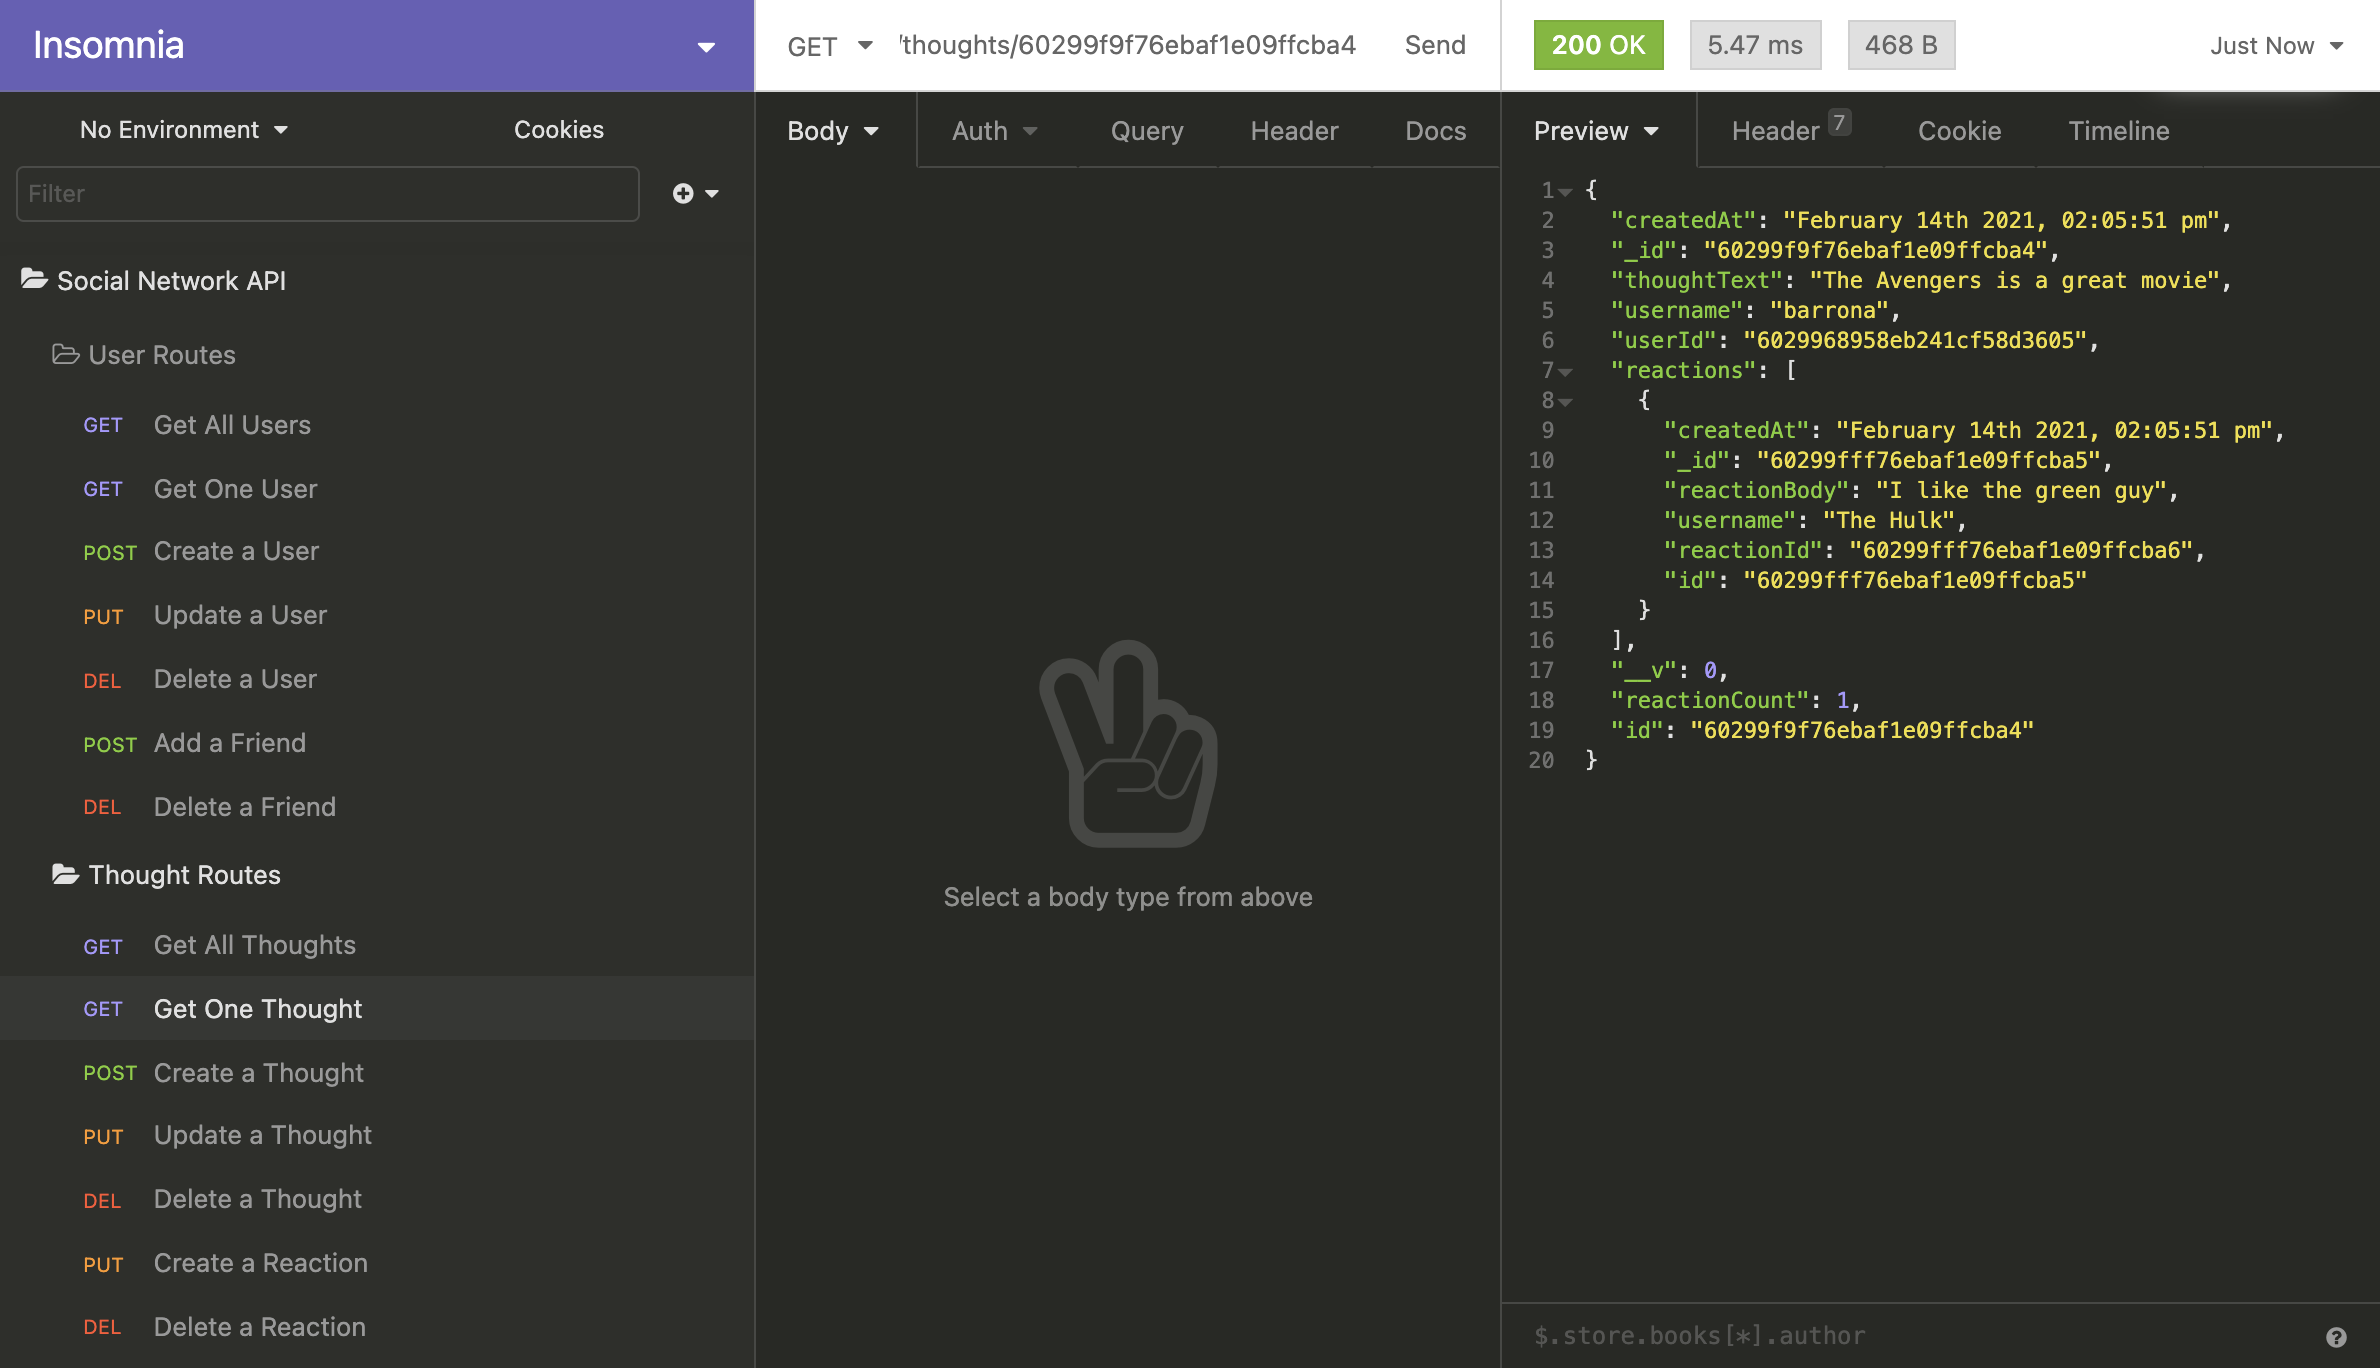 Insomnia
GET /thoughts/60299f9f76ebaf1e09ffcba4 Send
200 OK 5.47 ms 468 B Just Now
No Environment Cookies
Filter
Social Network API
User Routes
GET Get All Users
GET Get One User
POST Create a User
PUT Update a User
DEL Delete a User
POST Add a Friend
DEL Delete a Friend
Thought Routes
GET Get All Thoughts
GET Get One Thought
POST Create a Thought
PUT Update a Thought
DEL Delete a Thought
PUT Create a Reaction
DEL Delete a Reaction
Body Auth Query Header Docs
Select a body type from above
Preview Header 7 Cookie Timeline
1 {
2 "createdAt": "February 14th 2021, 02:05:51 pm",
3 "_id": "60299f9f76ebaf1e09ffcba4",
4 "thoughtText": "The Avengers is a great movie",
5 "username": "barrona",
6 "userId": "6029968958eb241cf58d3605",
7 "reactions": [
8 {
9 "createdAt": "February 14th 2021, 02:05:51 pm",
10 "_id": "60299fff76ebaf1e09ffcba5",
11 "reactionBody": "I like the green guy",
12 "username": "The Hulk",
13 "reactionId": "60299fff76ebaf1e09ffcba6",
14 "id": "60299fff76ebaf1e09ffcba5"
15 }
16 ],
17 "__v": 0,
18 "reactionCount": 1,
19 "id": "60299f9f76ebaf1e09ffcba4"
20 }
$.store.books[*].author ?